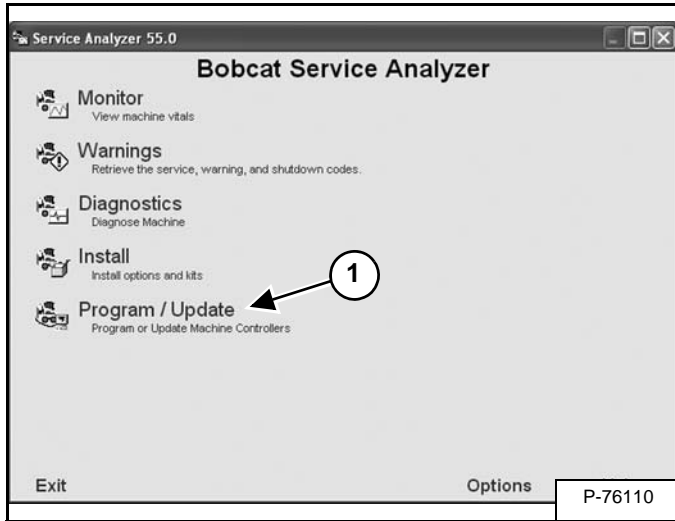 Service Analyzer 55.0
Bobcat Service Analyzer
Monitor
View machine vitals
Warnings
Retrieve the service, warning, and shutdown codes.
Diagnostics
Diagnose Machine
Install
Install options and kits
1
Program / Update
Program or Update Machine Controllers
Exit
Options
P-76110